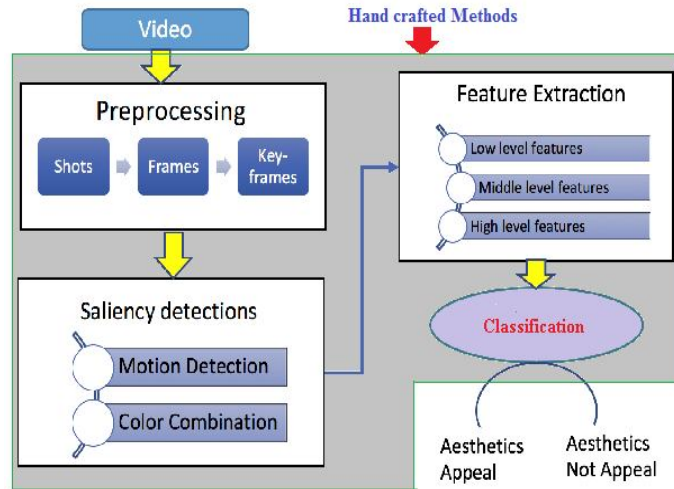 Video
Hand crafted Methods
Preprocessing
Shots
Frames
Key-
frames
Saliency detections
Motion Detection
Color Combination
Feature Extraction
Low level features
Middle level features
High level features
Classification
Aesthetics
Appeal
Aesthetics
Not Appeal